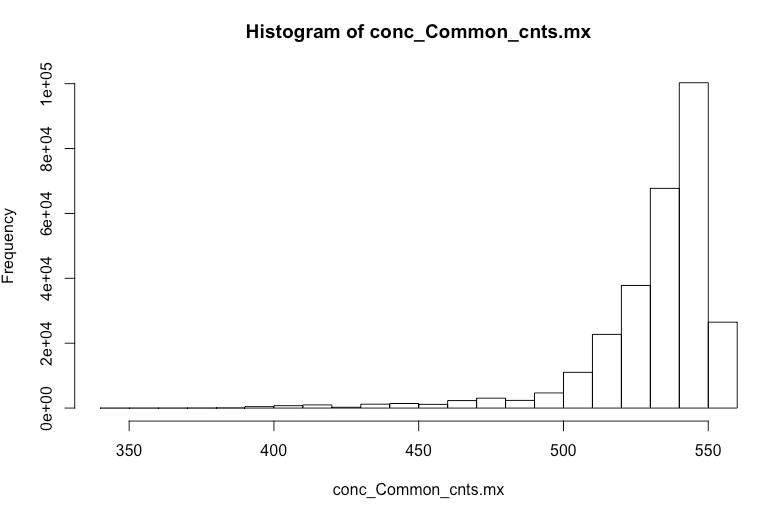 Histogram of conc_Common_cnts.mx
Frequency
1e+05
8e+04
6e+04
4e+04
2e+04
0e+00
350 400 450 500 550
conc_Common_cnts.mx